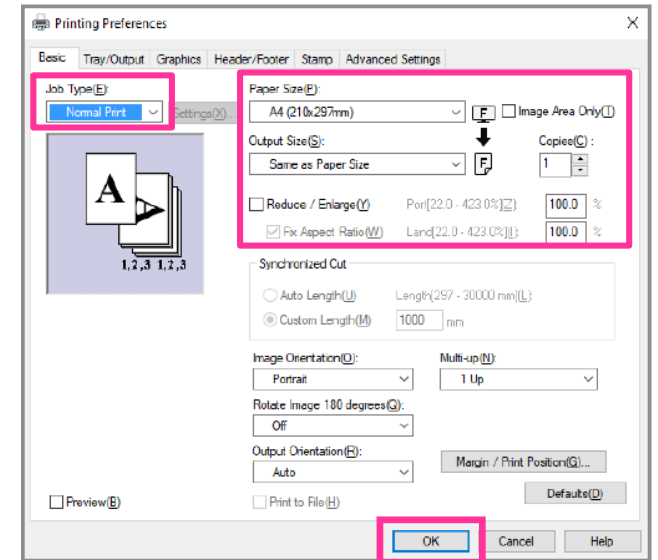 Printing Preferences
Basic Tray/Output Graphics Header/Footer Stamp Advanced Settings
Job Type(E):
Normal Print Settings(X)...
A
1,2,3 1,2,3
Paper Size(P):
A4 (210x297mm) F Image Area Only(T)
Output Size(S): Copies(C) :
Same as Paper Size F 1
Reduce / Enlarge(Y) Port[22.0 - 423.0%](Z): 100.0 %
Fix Aspect Ratio(W) Land[22.0 - 423.0%](I): 100.0 %
Synchronized Cut
Auto Length(U) Length(297 - 30000 mm)(L):
Custom Length(M) 1000 mm
Image Orientation(O): Multi-up(N):
Portrait 1 Up
Rotate Image 180 degrees(Q):
Off
Output Orientation(R):
Auto Margin / Print Position(G)...
Preview(B) Print to File(H) Defaults(D)
OK Cancel Help